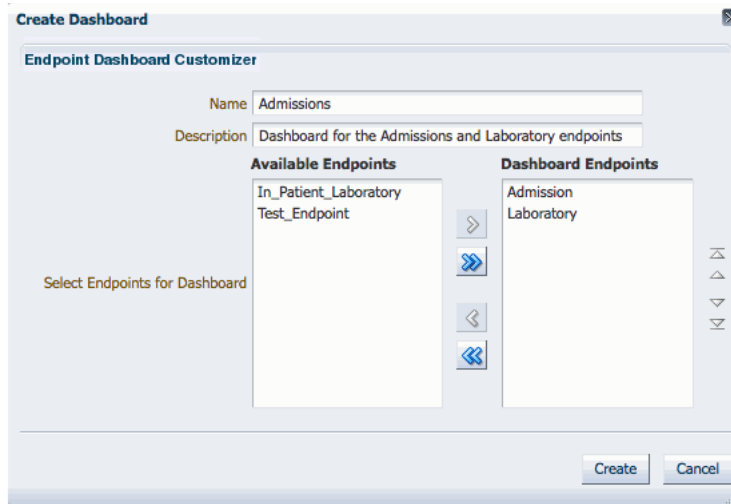 Create Dashboard
Endpoint Dashboard Customizer
Name Admissions
Description Dashboard for the Admissions and Laboratory endpoints
Available Endpoints Dashboard Endpoints
In_Patient_Laboratory Admission
Test_Endpoint Laboratory
Select Endpoints for Dashboard
Create Cancel